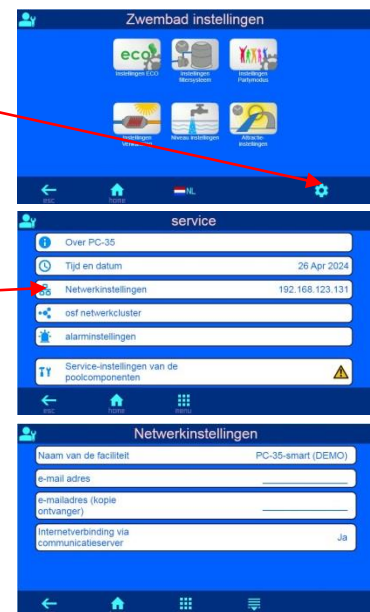 Zwembad instellingen
eco
Instellingen ECO
Instellingen
filtersysteem
Instellingen
Partymodus
Instellingen
Niveau instellingen
Attractie-
instellingen
esc
home
NL
service
Over PC-35
Tijd en datum
26 Apr 2024
Netwerkinstellingen
192.168.123.131
osf netwerkcluster
alarminstellingen
Service-instellingen van de
poolcomponenten
esc
home
menu
Netwerkinstellingen
Naam van de faciliteit
PC-35-smart (DEMO)
e-mail adres
e-mailadres (kopie
ontvanger)
Internetverbinding via
communicatieserver
Ja